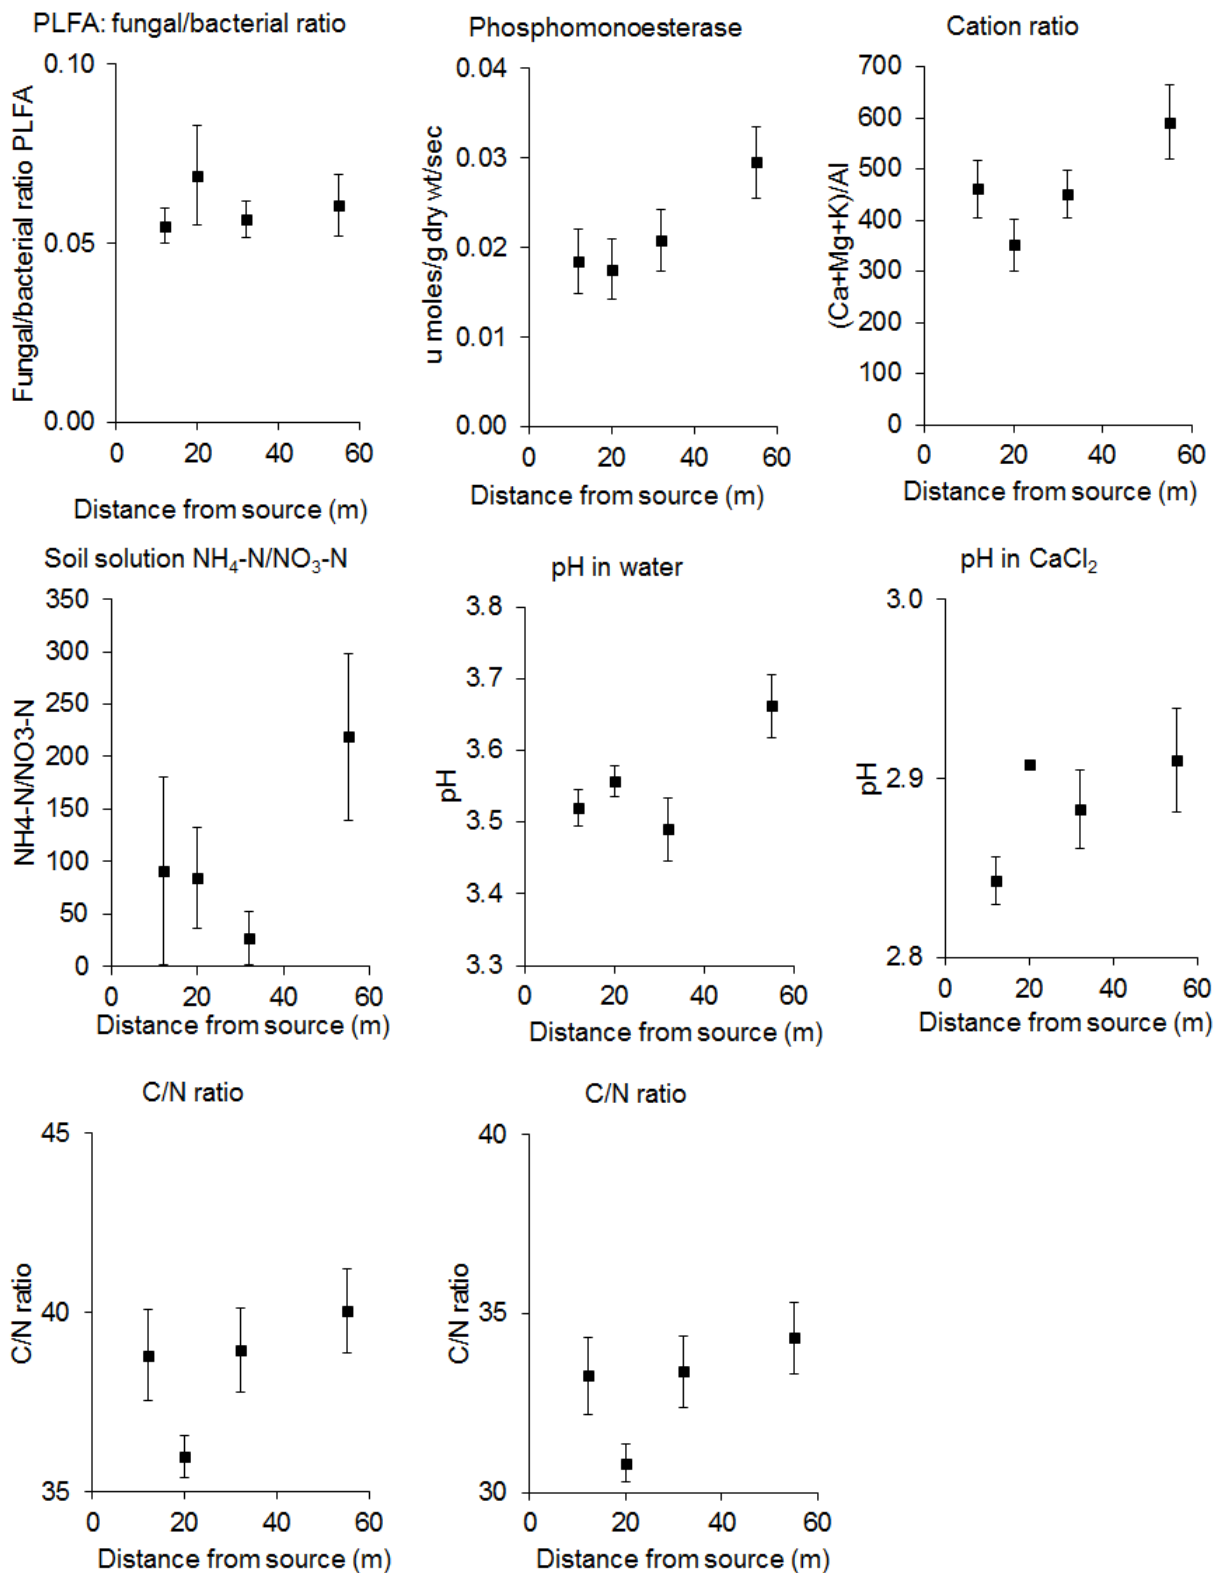 PLFA: fungal/bacterial ratio
Fungal/bacterial ratio PLFA
0.10
0.05
0.00
0 20 40 60
Distance from source (m)
Phosphomonoesterase
u moles/g dry wt/sec
0.04
0.03
0.02
0.01
0.00
0 20 40 60
Distance from source (m)
Cation ratio
(Ca+Mg+K)/Al
700
600
500
400
300
400
300
200
100
0
0 20 40 60
Distance from source (m)
Soil solution NH₄-N/NO₃-N
NH4-N/NO3-N
350
300
250
200
150
100
50
0
0 20 40 60
Distance from source (m)
pH in water
pH
3.8
3.7
3.6
3.5
3.4
3.3
0 20 40 60
Distance from source (m)
pH in CaCl₂
pH
3.0
2.9
2.8
0 20 40 60
Distance from source (m)
C/N ratio
C/N ratio
45
40
35
0 20 40 60
Distance from source (m)
C/N ratio
C/N ratio
40
35
30
0 20 40 60
Distance from source (m)